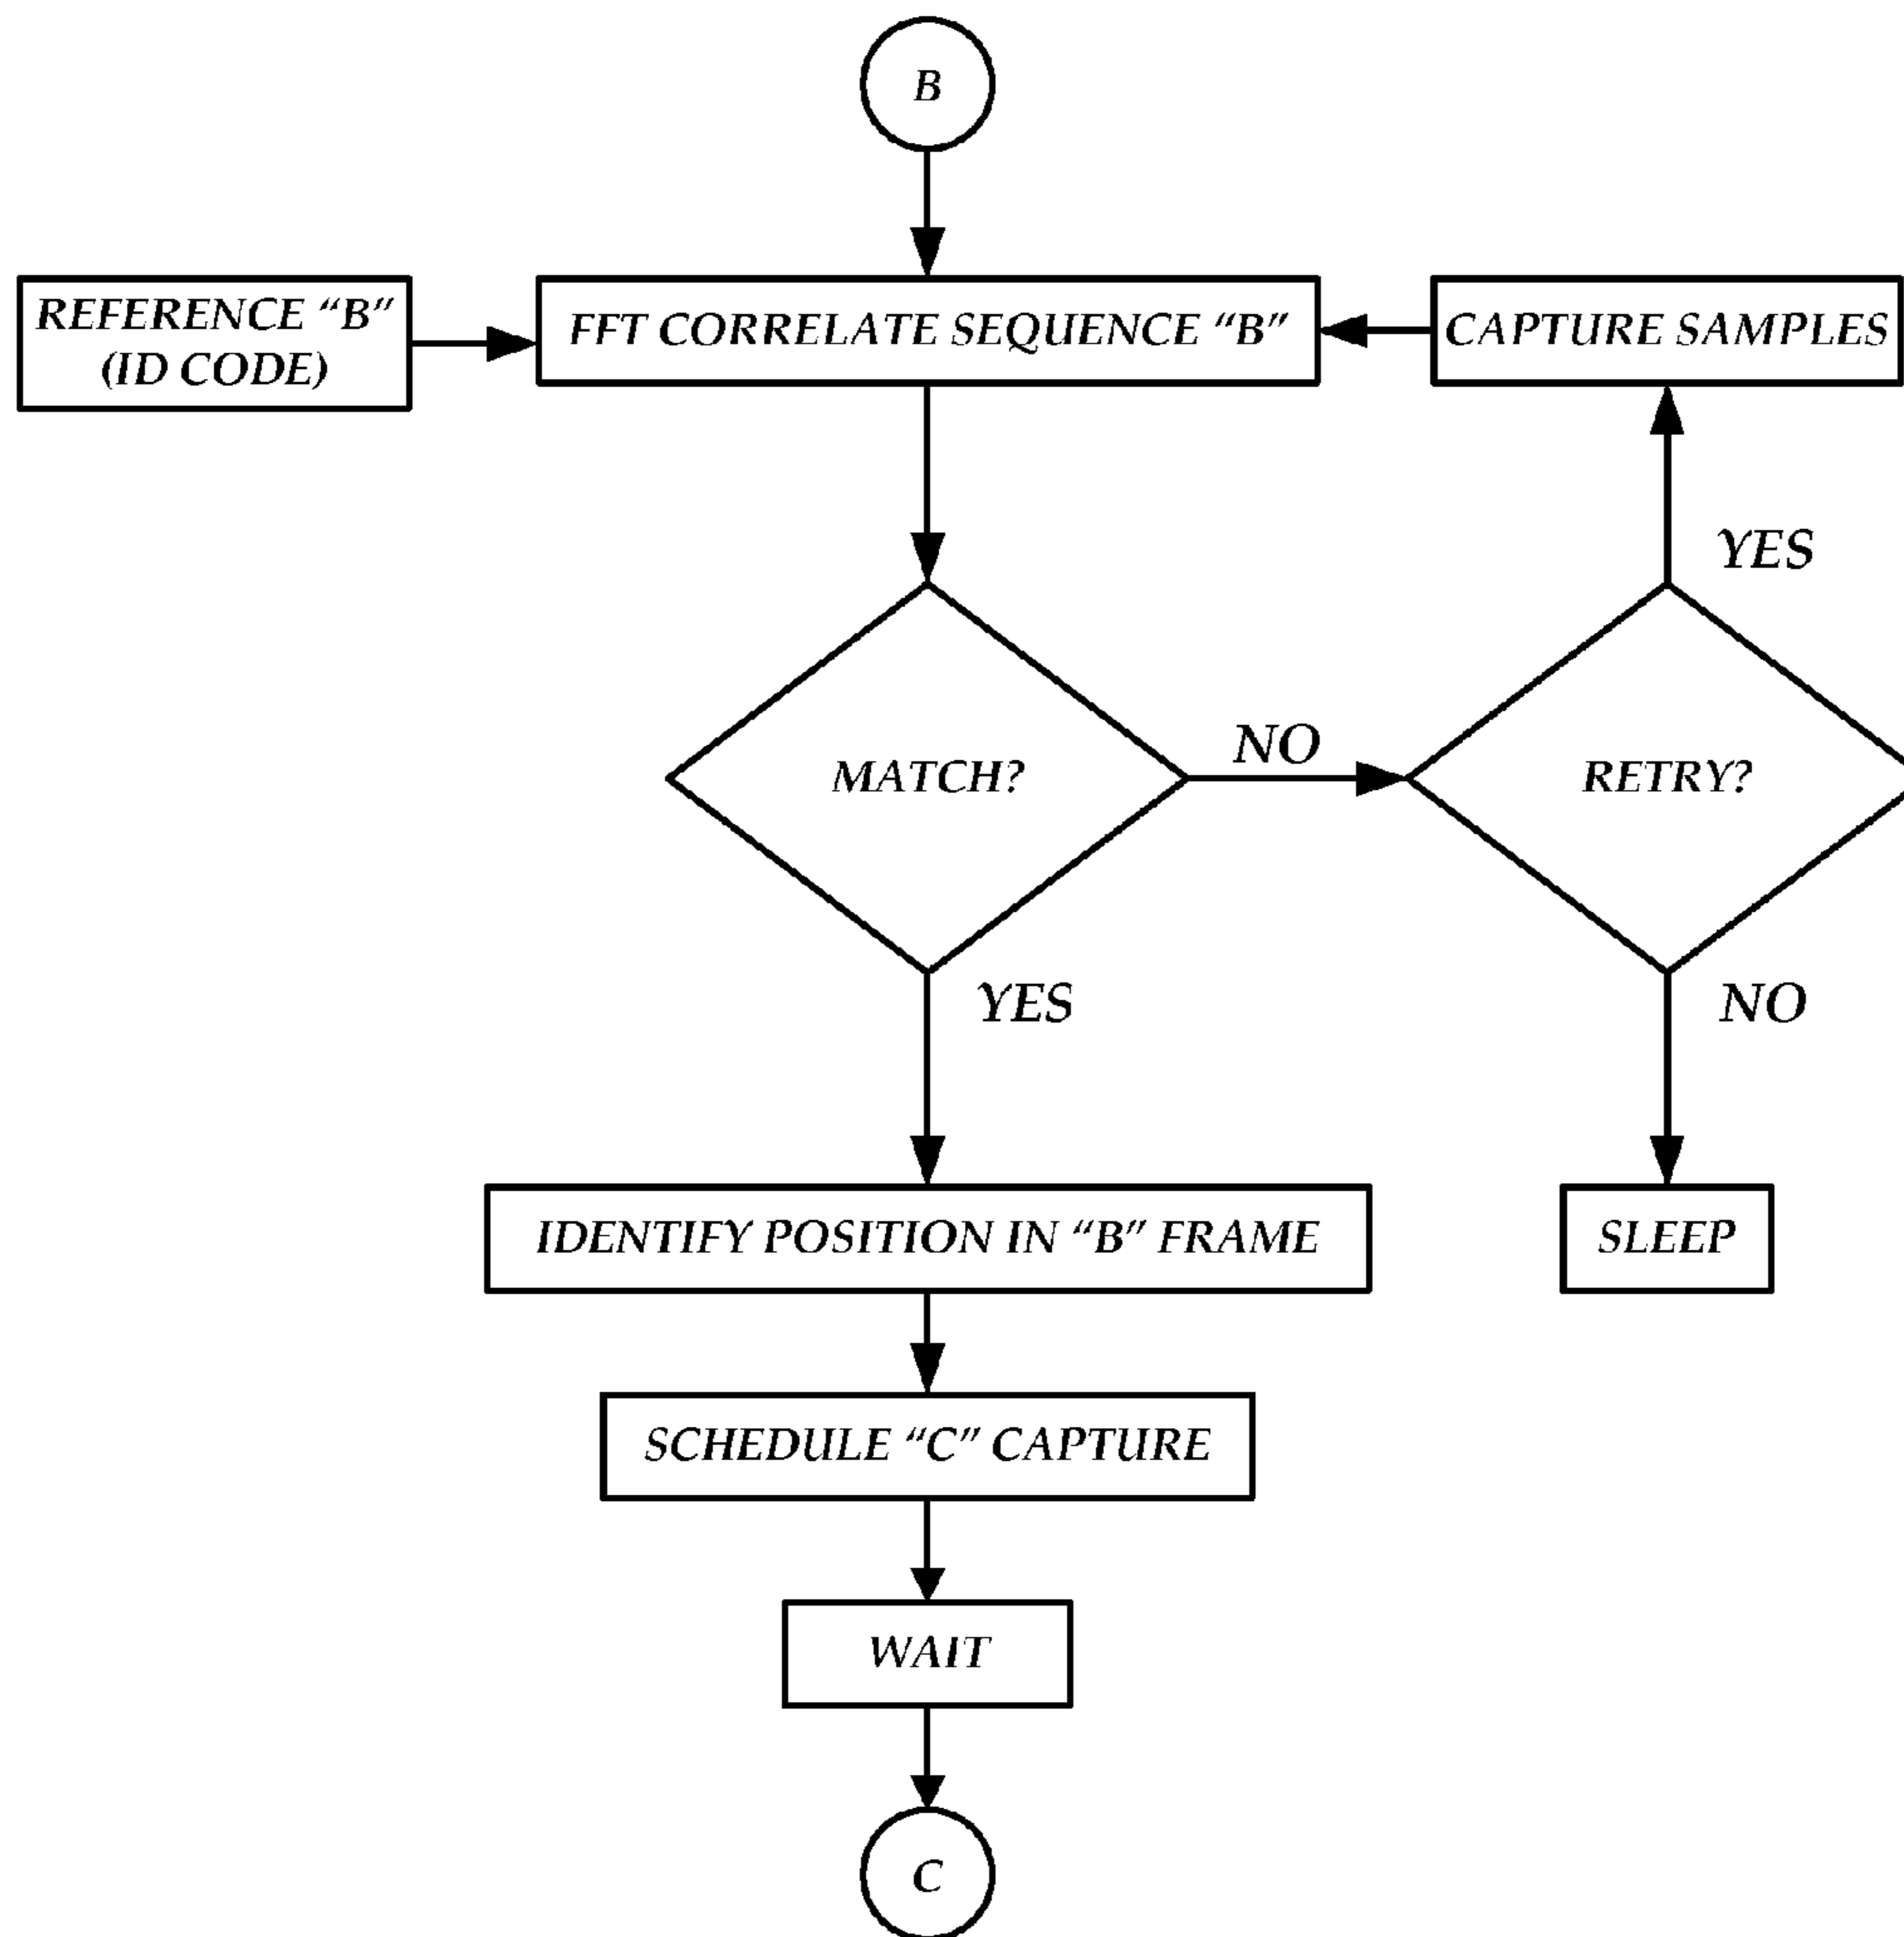 B
REFERENCE “B”
(ID CODE)
FFT CORRELATE SEQUENCE “B”
CAPTURE SAMPLES
YES
MATCH?
NO
RETRY?
YES
NO
IDENTIFY POSITION IN “B” FRAME
SLEEP
SCHEDULE “C” CAPTURE
WAIT
C